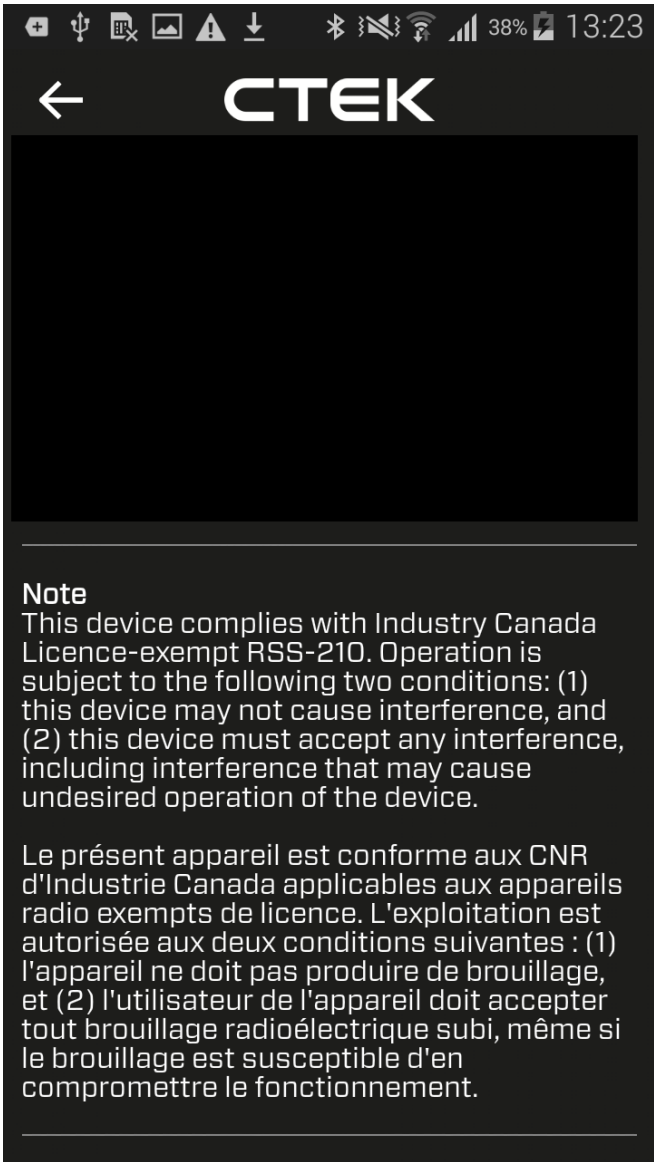 38% 13:23
CTEK
Note
This device complies with Industry Canada
Licence-exempt RSS-210. Operation is
subject to the following two conditions: (1)
this device may not cause interference, and
(2) this device must accept any interference,
including interference that may cause
undesired operation of the device.
Le présent appareil est conforme aux CNR
d'Industrie Canada applicables aux appareils
radio exempts de licence. L'exploitation est
autorisée aux deux conditions suivantes : (1)
l'appareil ne doit pas produire de brouillage,
et (2) l'utilisateur de l'appareil doit accepter
tout brouillage radioélectrique subi, même si
le brouillage est susceptible d'en
compromettre le fonctionnement.